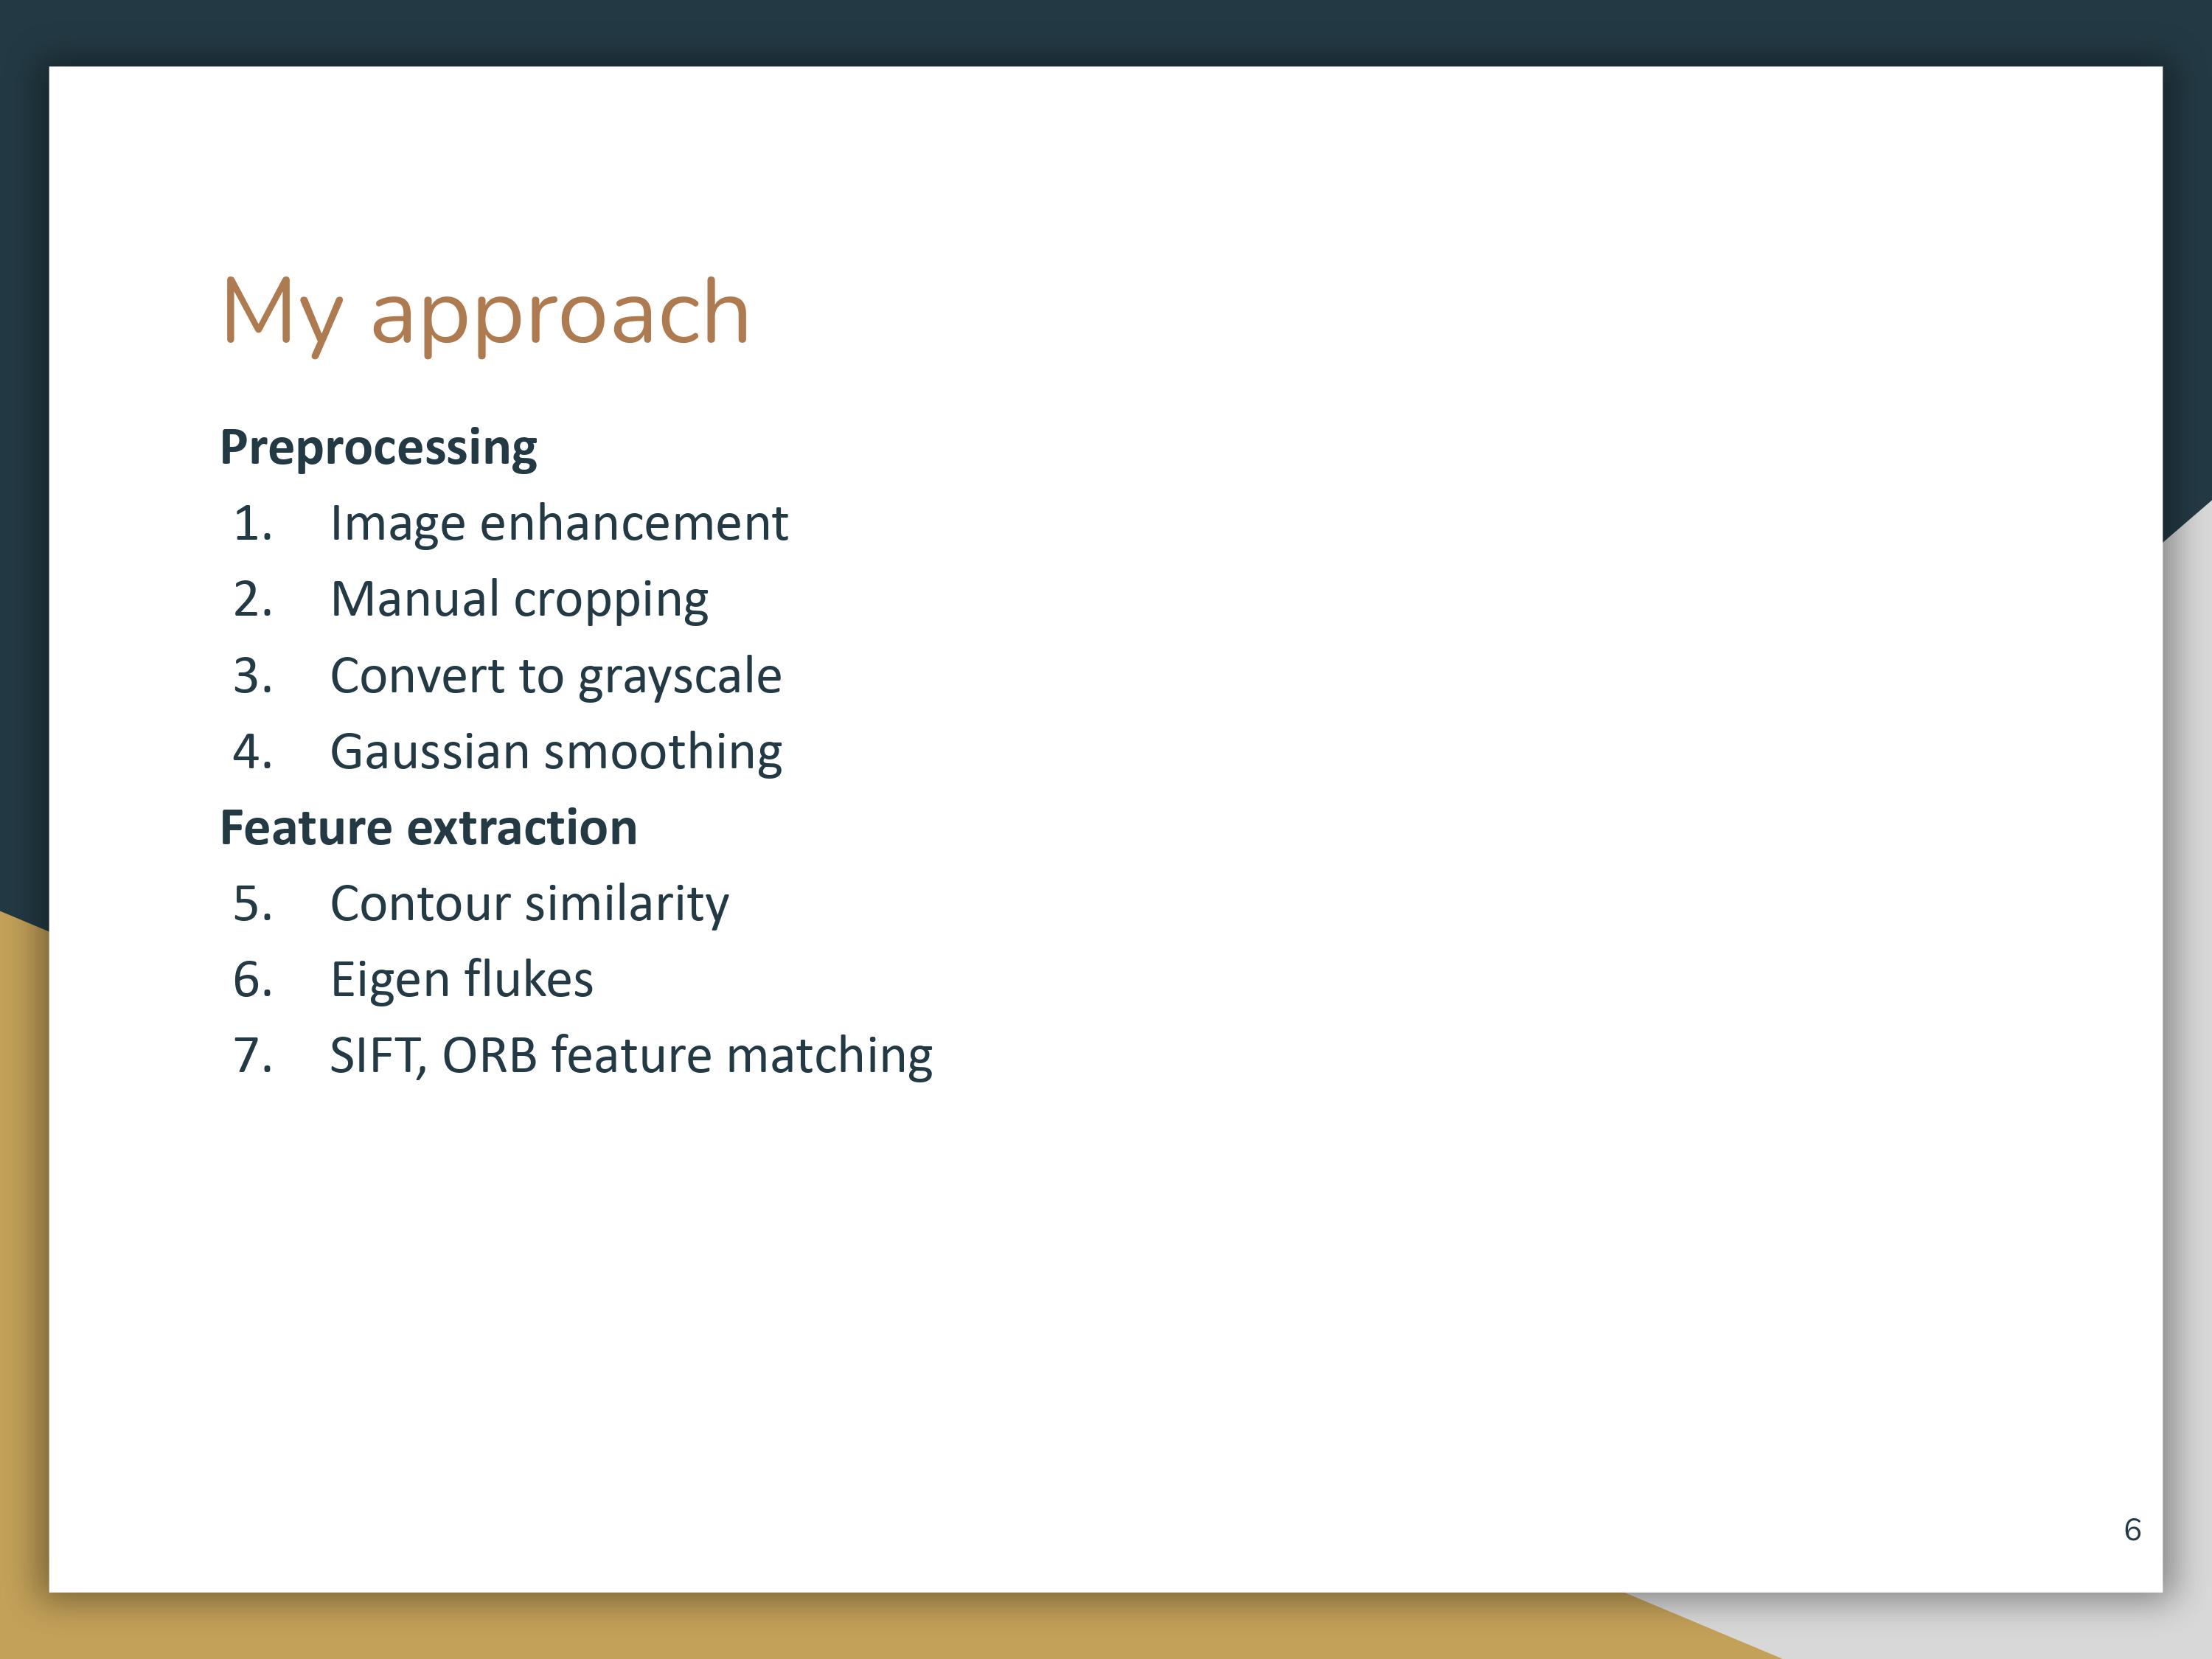 My approach
Preprocessing
1. Image enhancement
2. Manual cropping
3. Convert to grayscale
4. Gaussian smoothing
Feature extraction
5. Contour similarity
6. Eigen flukes
7. SIFT, ORB feature matching
6